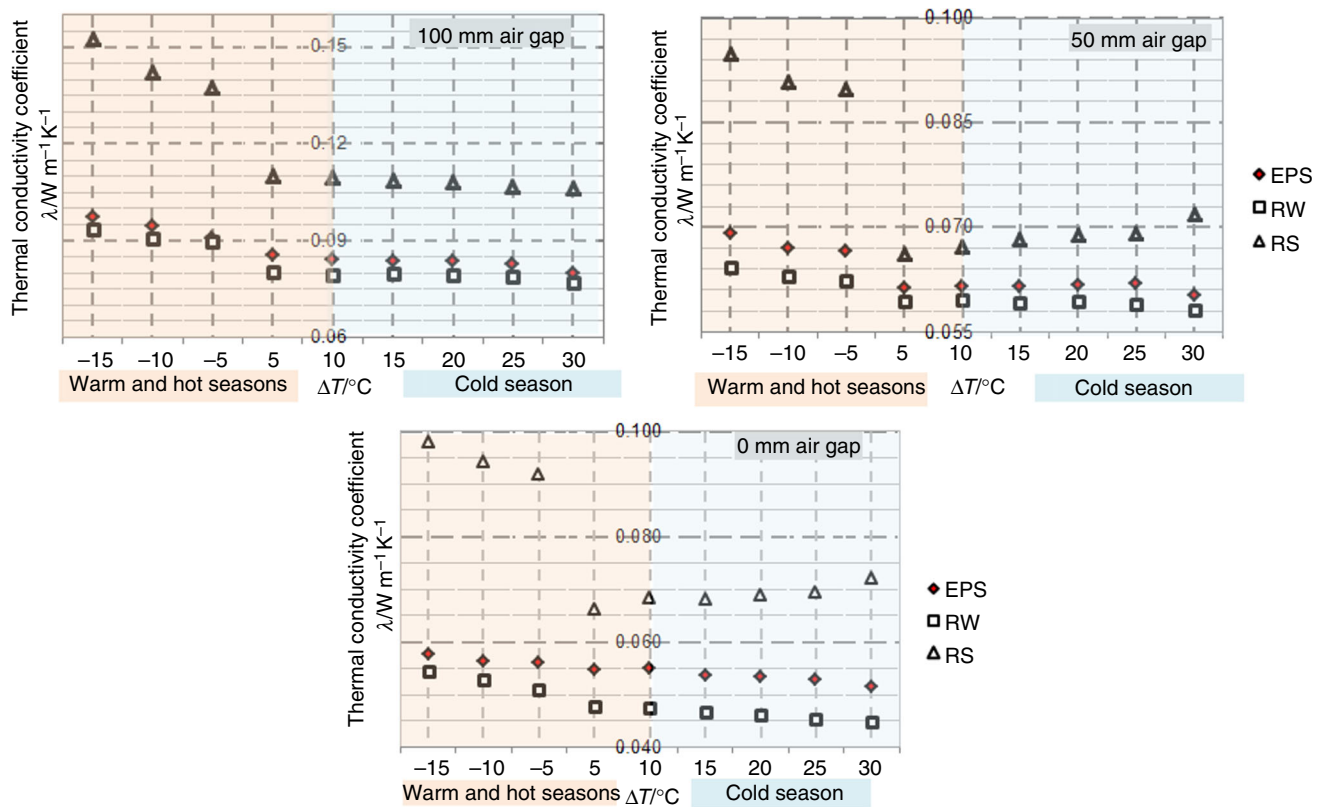 100 mm air gap
Thermal conductivity coefficient
λ/W m–1 K–1
0.15
0.12
0.09
0.06
–15 –10 –5 5 10 15 20 25 30
Warm and hot seasons ΔT/°C Cold season
0.100
50 mm air gap
Thermal conductivity coefficient
λ/W m–1 K–1
0.085
0.070
0.055
–15 –10 –5 5 10 15 20 25 30
Warm and hot seasons ΔT/°C Cold season
EPS
RW
RS
0.100
0 mm air gap
Thermal conductivity coefficient
λ/W m–1 K–1
0.080
0.060
0.040
–15 –10 –5 5 10 15 20 25 30
Warm and hot seasons ΔT/°C Cold season
EPS
RW
RS